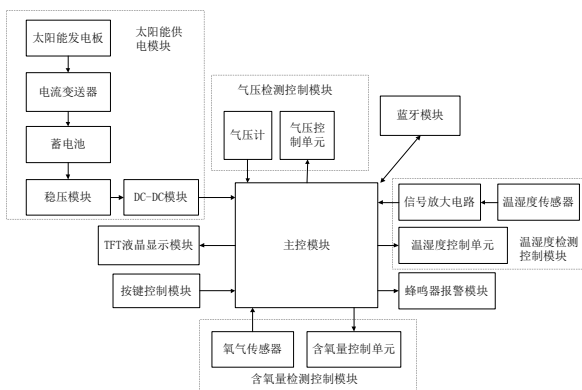 太阳能发电板
太阳能供
电模块
电流变送器
蓄电池
稳压模块
DC-DC模块
气压检测控制模块
气压计
气压控
制单元
蓝牙模块
信号放大电路
温湿度传感器
温湿度控制单元
温湿度检测
控制模块
主控模块
TFT液晶显示模块
按键控制模块
蜂鸣器报警模块
氧气传感器
含氧量控制单元
含氧量检测控制模块